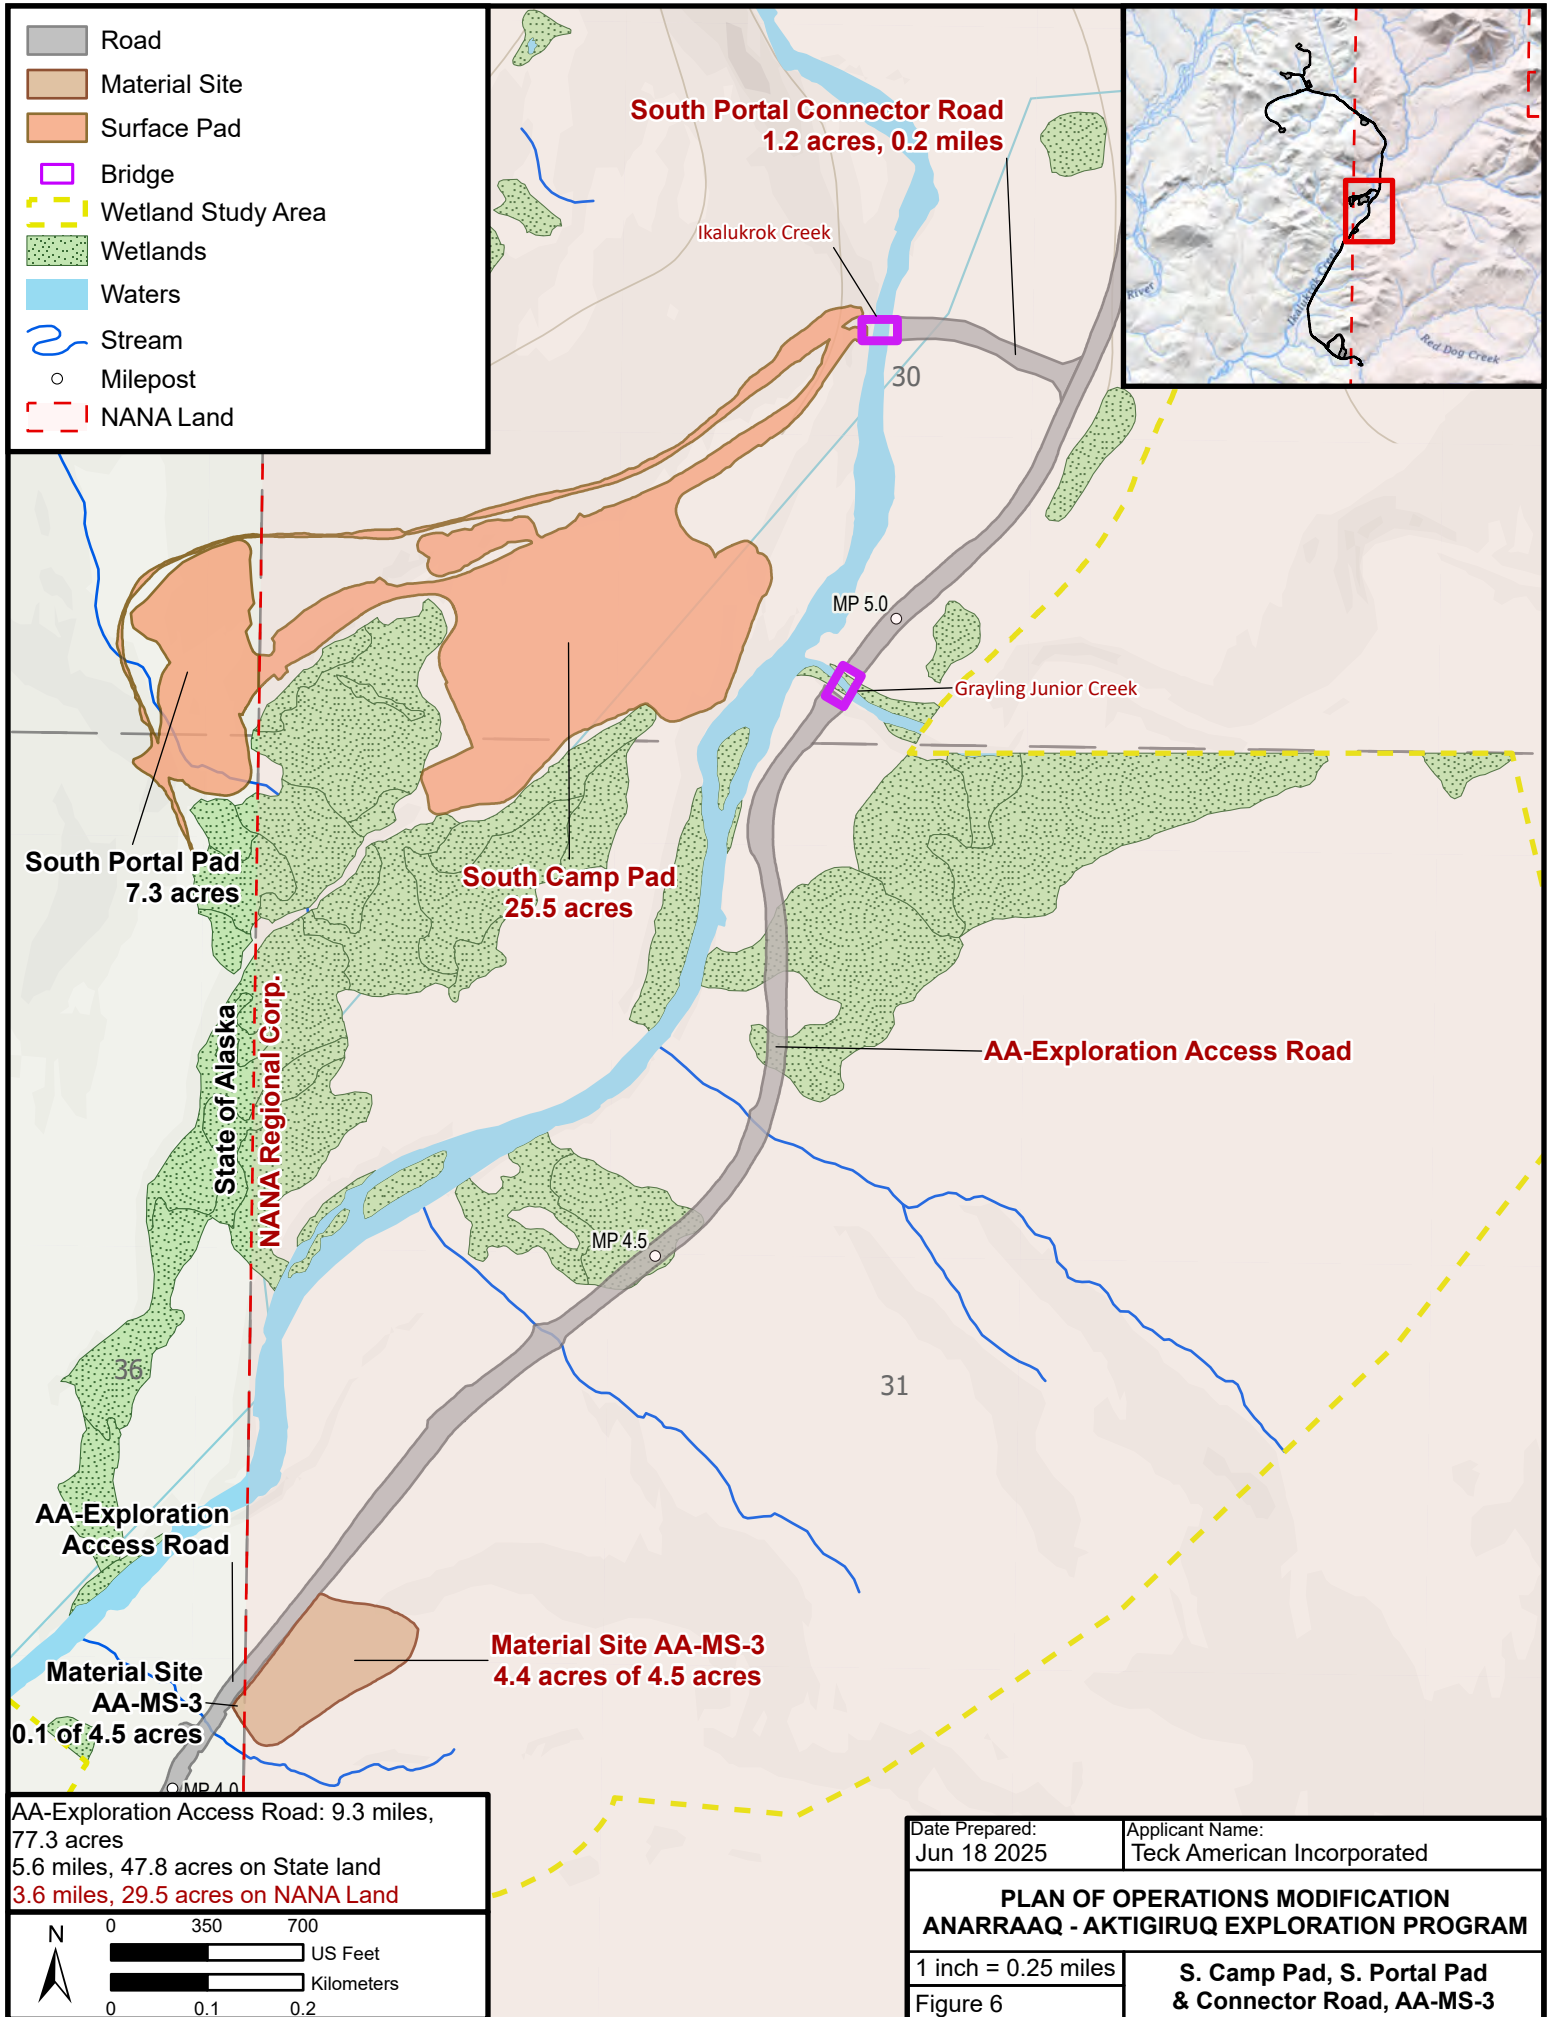 Road
Material Site
Surface Pad
Bridge
Wetland Study Area
Wetlands
Waters
Stream
Milepost
NANA Land
South Portal Connector Road
1.2 acres, 0.2 miles
Ikalukrok Creek
30
River
Ikalukrok Creek
Red Dog Creek
MP 5.0
Grayling Junior Creek
South Portal Pad
7.3 acres
South Camp Pad
25.5 acres
State of Alaska
NANA Regional Corp.
AA-Exploration Access Road
MP 4.5
36
31
AA-Exploration
Access Road
Material Site AA-MS-3
4.4 acres of 4.5 acres
Material Site
AA-MS-3
0.1 of 4.5 acres
MP 4.0
AA-Exploration Access Road: 9.3 miles,
77.3 acres
5.6 miles, 47.8 acres on State land
3.6 miles, 29.5 acres on NANA Land
N
0 350 700
US Feet
Kilometers
0 0.1 0.2
Date Prepared:
Jun 18 2025
Applicant Name:
Teck American Incorporated
PLAN OF OPERATIONS MODIFICATION
ANARRAAQ - AKTIGIRUQ EXPLORATION PROGRAM
1 inch = 0.25 miles
Figure 6
S. Camp Pad, S. Portal Pad
& Connector Road, AA-MS-3